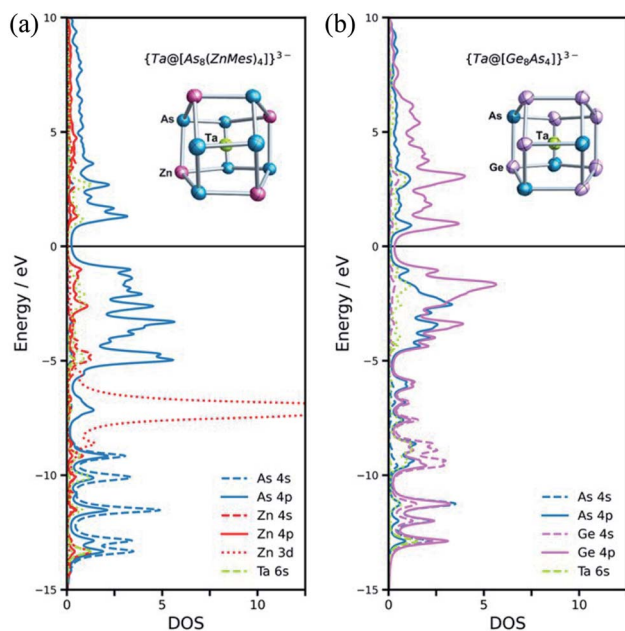 (a)
{Ta@[As₈(ZnMes)₄]}³⁻
As
Ta
Zn
10
5
0
−5
−10
−15
Energy / eV
As 4s
As 4p
Zn 4s
Zn 4p
Zn 3d
Ta 6s
0 5 10
DOS
(b)
{Ta@[Ge₈As₄]}³⁻
As
Ta
Ge
10
5
0
−5
−10
−15
Energy / eV
As 4s
As 4p
Ge 4s
Ge 4p
Ta 6s
0 5 10
DOS